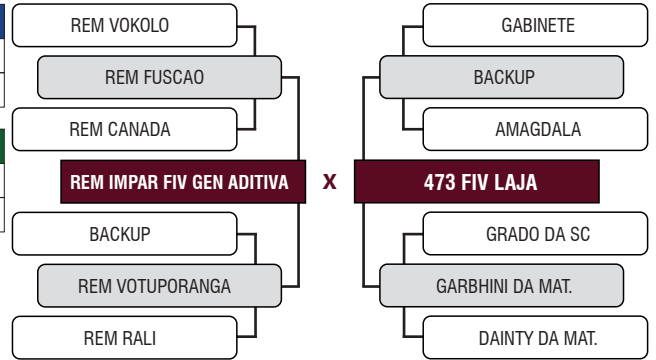 REM VOKOLO
REM FUSCAO
REM CANADA
REM IMPAR FIV GEN ADITIVA
BACKUP
REM VOTUPORANGA
REM RALI
X
GABINETE
BACKUP
AMAGDALA
473 FIV LAJA
GRADO DA SC
GARBHINI DA MAT.
DAINTY DA MAT.